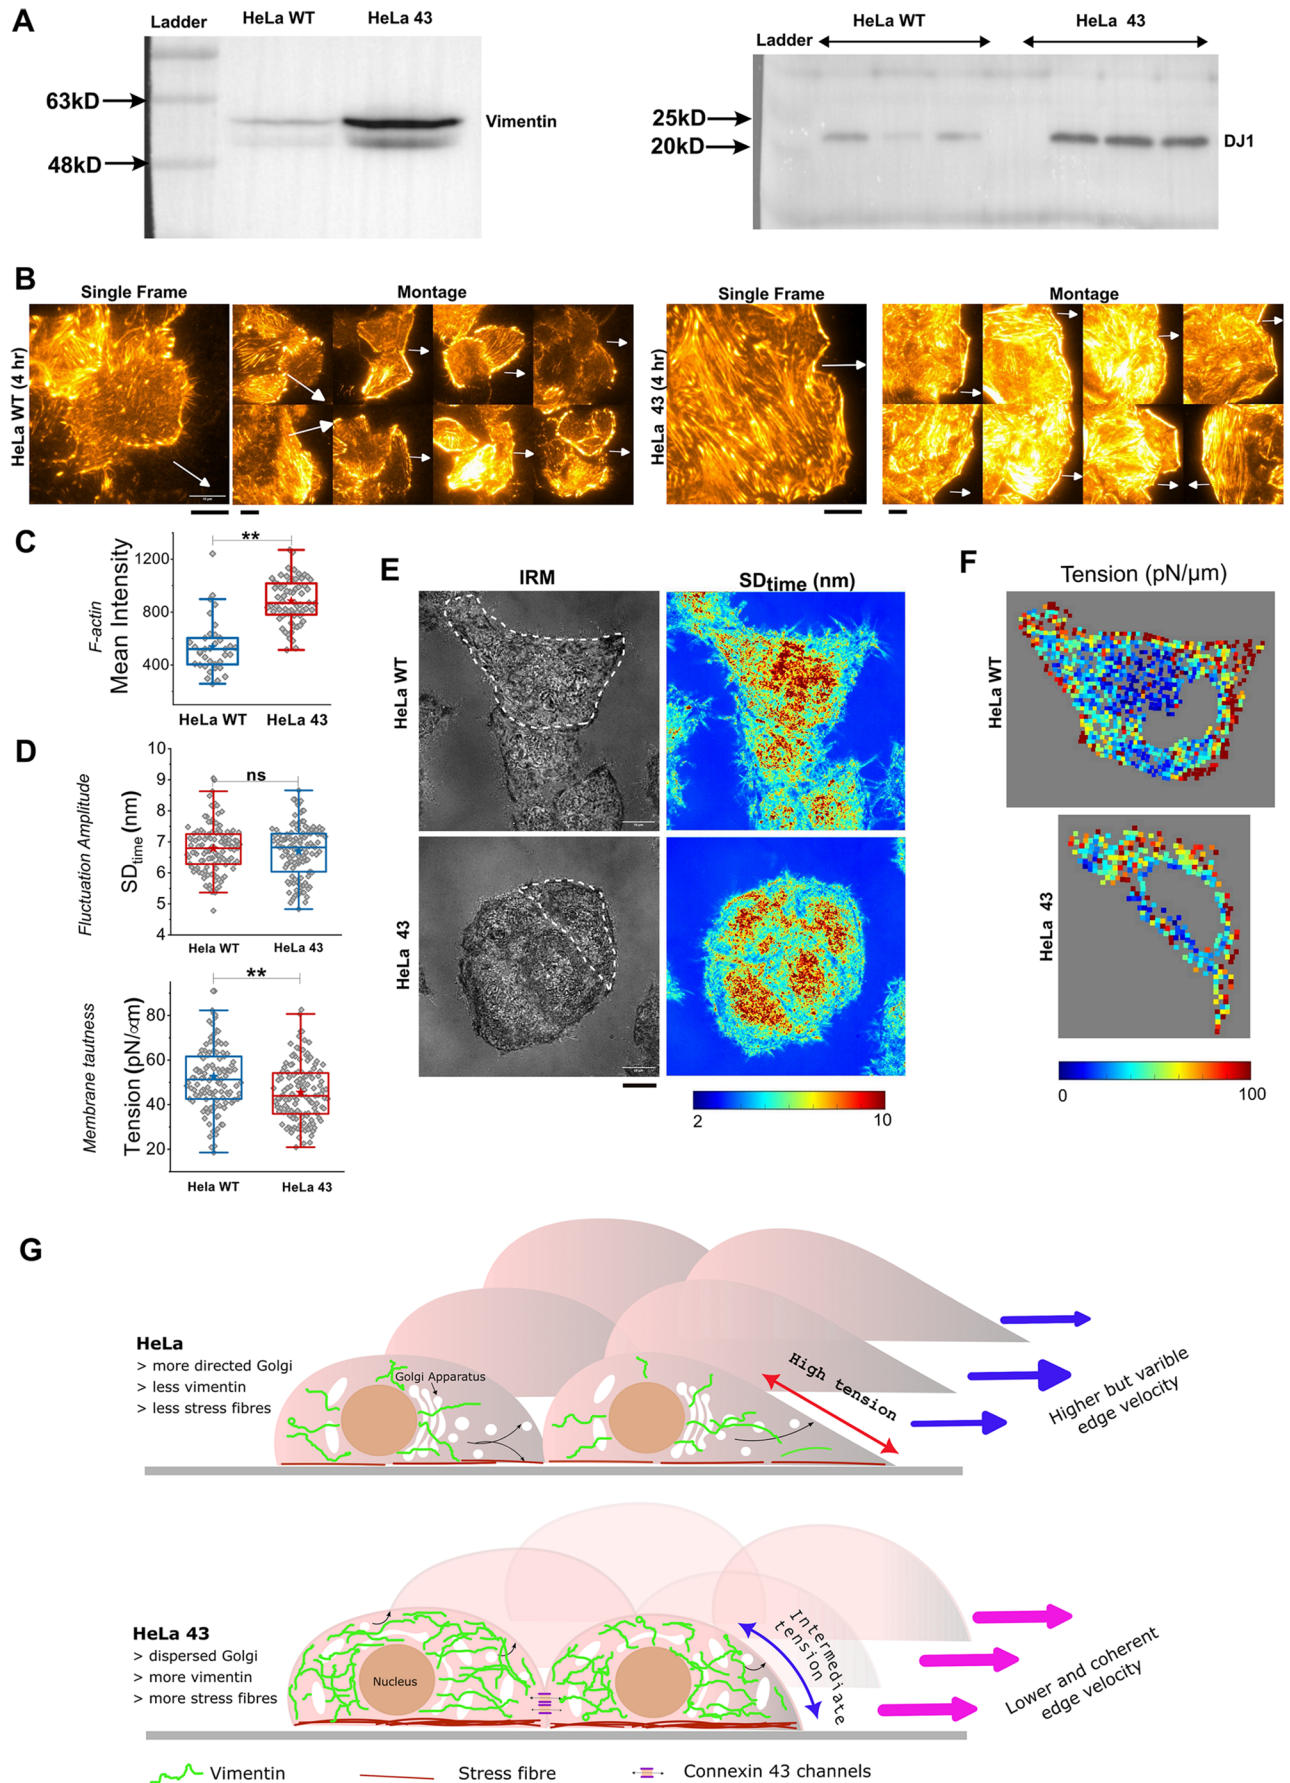 A
Ladder
HeLa WT
HeLa 43
63kD
48kD
Vimentin
Ladder
HeLa WT
HeLa 43
25kD
20kD
DJ1
B
Single Frame
Montage
HeLa WT (4 hr)
Single Frame
Montage
HeLa 43 (4 hr)
C
F-actin
Mean Intensity
1200
800
400
**
HeLa WT
HeLa 43
D
Fluctuation Amplitude
SDtime (nm)
10
9
8
7
6
5
4
ns
Hela WT
HeLa 43
Membrane tautness
Tension (pN/∝m)
80
60
40
20
**
Hela WT
HeLa 43
E
IRM
SDtime (nm)
HeLa WT
HeLa 43
2
10
F
Tension (pN/µm)
HeLa WT
HeLa 43
0
100
G
HeLa
> more directed Golgi
> less vimentin
> less stress fibres
Golgi Apparatus
High tension
Higher but varible
edge velocity
HeLa 43
> dispersed Golgi
> more vimentin
> more stress fibres
Nucleus
Intermediate
tension
Lower and coherent
edge velocity
Vimentin
Stress fibre
Connexin 43 channels